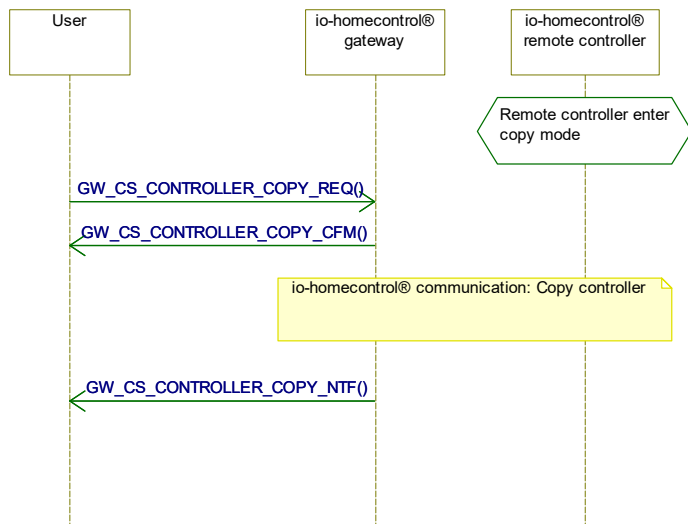 User
io-homecontrol®
gateway
io-homecontrol®
remote controller
Remote controller enter
copy mode
GW_CS_CONTROLLER_COPY_REQ()
GW_CS_CONTROLLER_COPY_CFM()
io-homecontrol® communication: Copy controller
GW_CS_CONTROLLER_COPY_NTF()